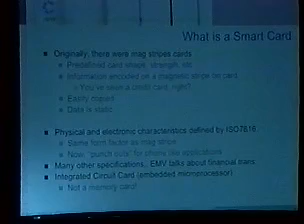 What is a Smart Card
Originally, there were mag stripes cards
Predefined card shape, strength, etc
Information encoded on a magnetic stripe on card
You've seen a credit card, right?
Easily copied
Data is static
Physical and electronic characteristics defined by ISO7816
Same form factor as mag stripe
Now, "punch outs" for phone like applications
Many other specifications, EMV talks about financial trans.
Integrated Circuit Card (embedded microprocessor)
Not a memory card!